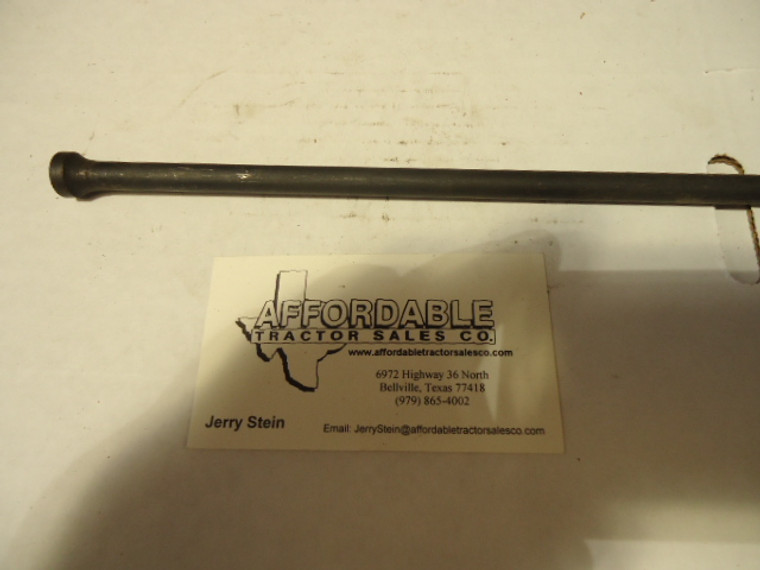 AFFORDABLE
TRACTOR SALES CO.
www.affordabletractorsalesco.com
6972 Highway 36 North
Bellville, Texas 77418
(979) 865-4002
Jerry Stein
Email: JerryStein@affordabletractorsalesco.com